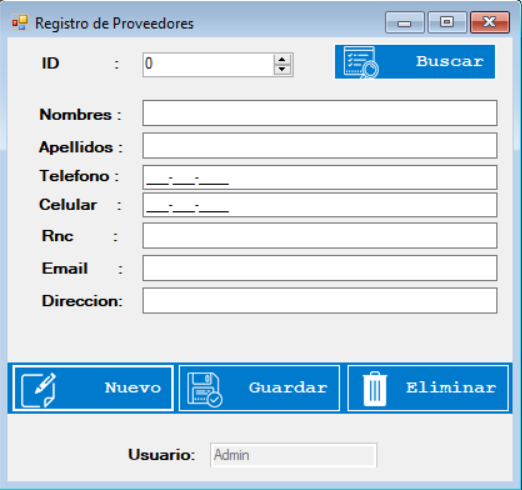 Registro de Proveedores
ID : 0 Buscar
Nombres :
Apellidos :
Telefono : ___-___-____
Celular : ___-___-____
Rnc :
Email :
Direccion:
Nuevo Guardar Eliminar
Usuario: Admin